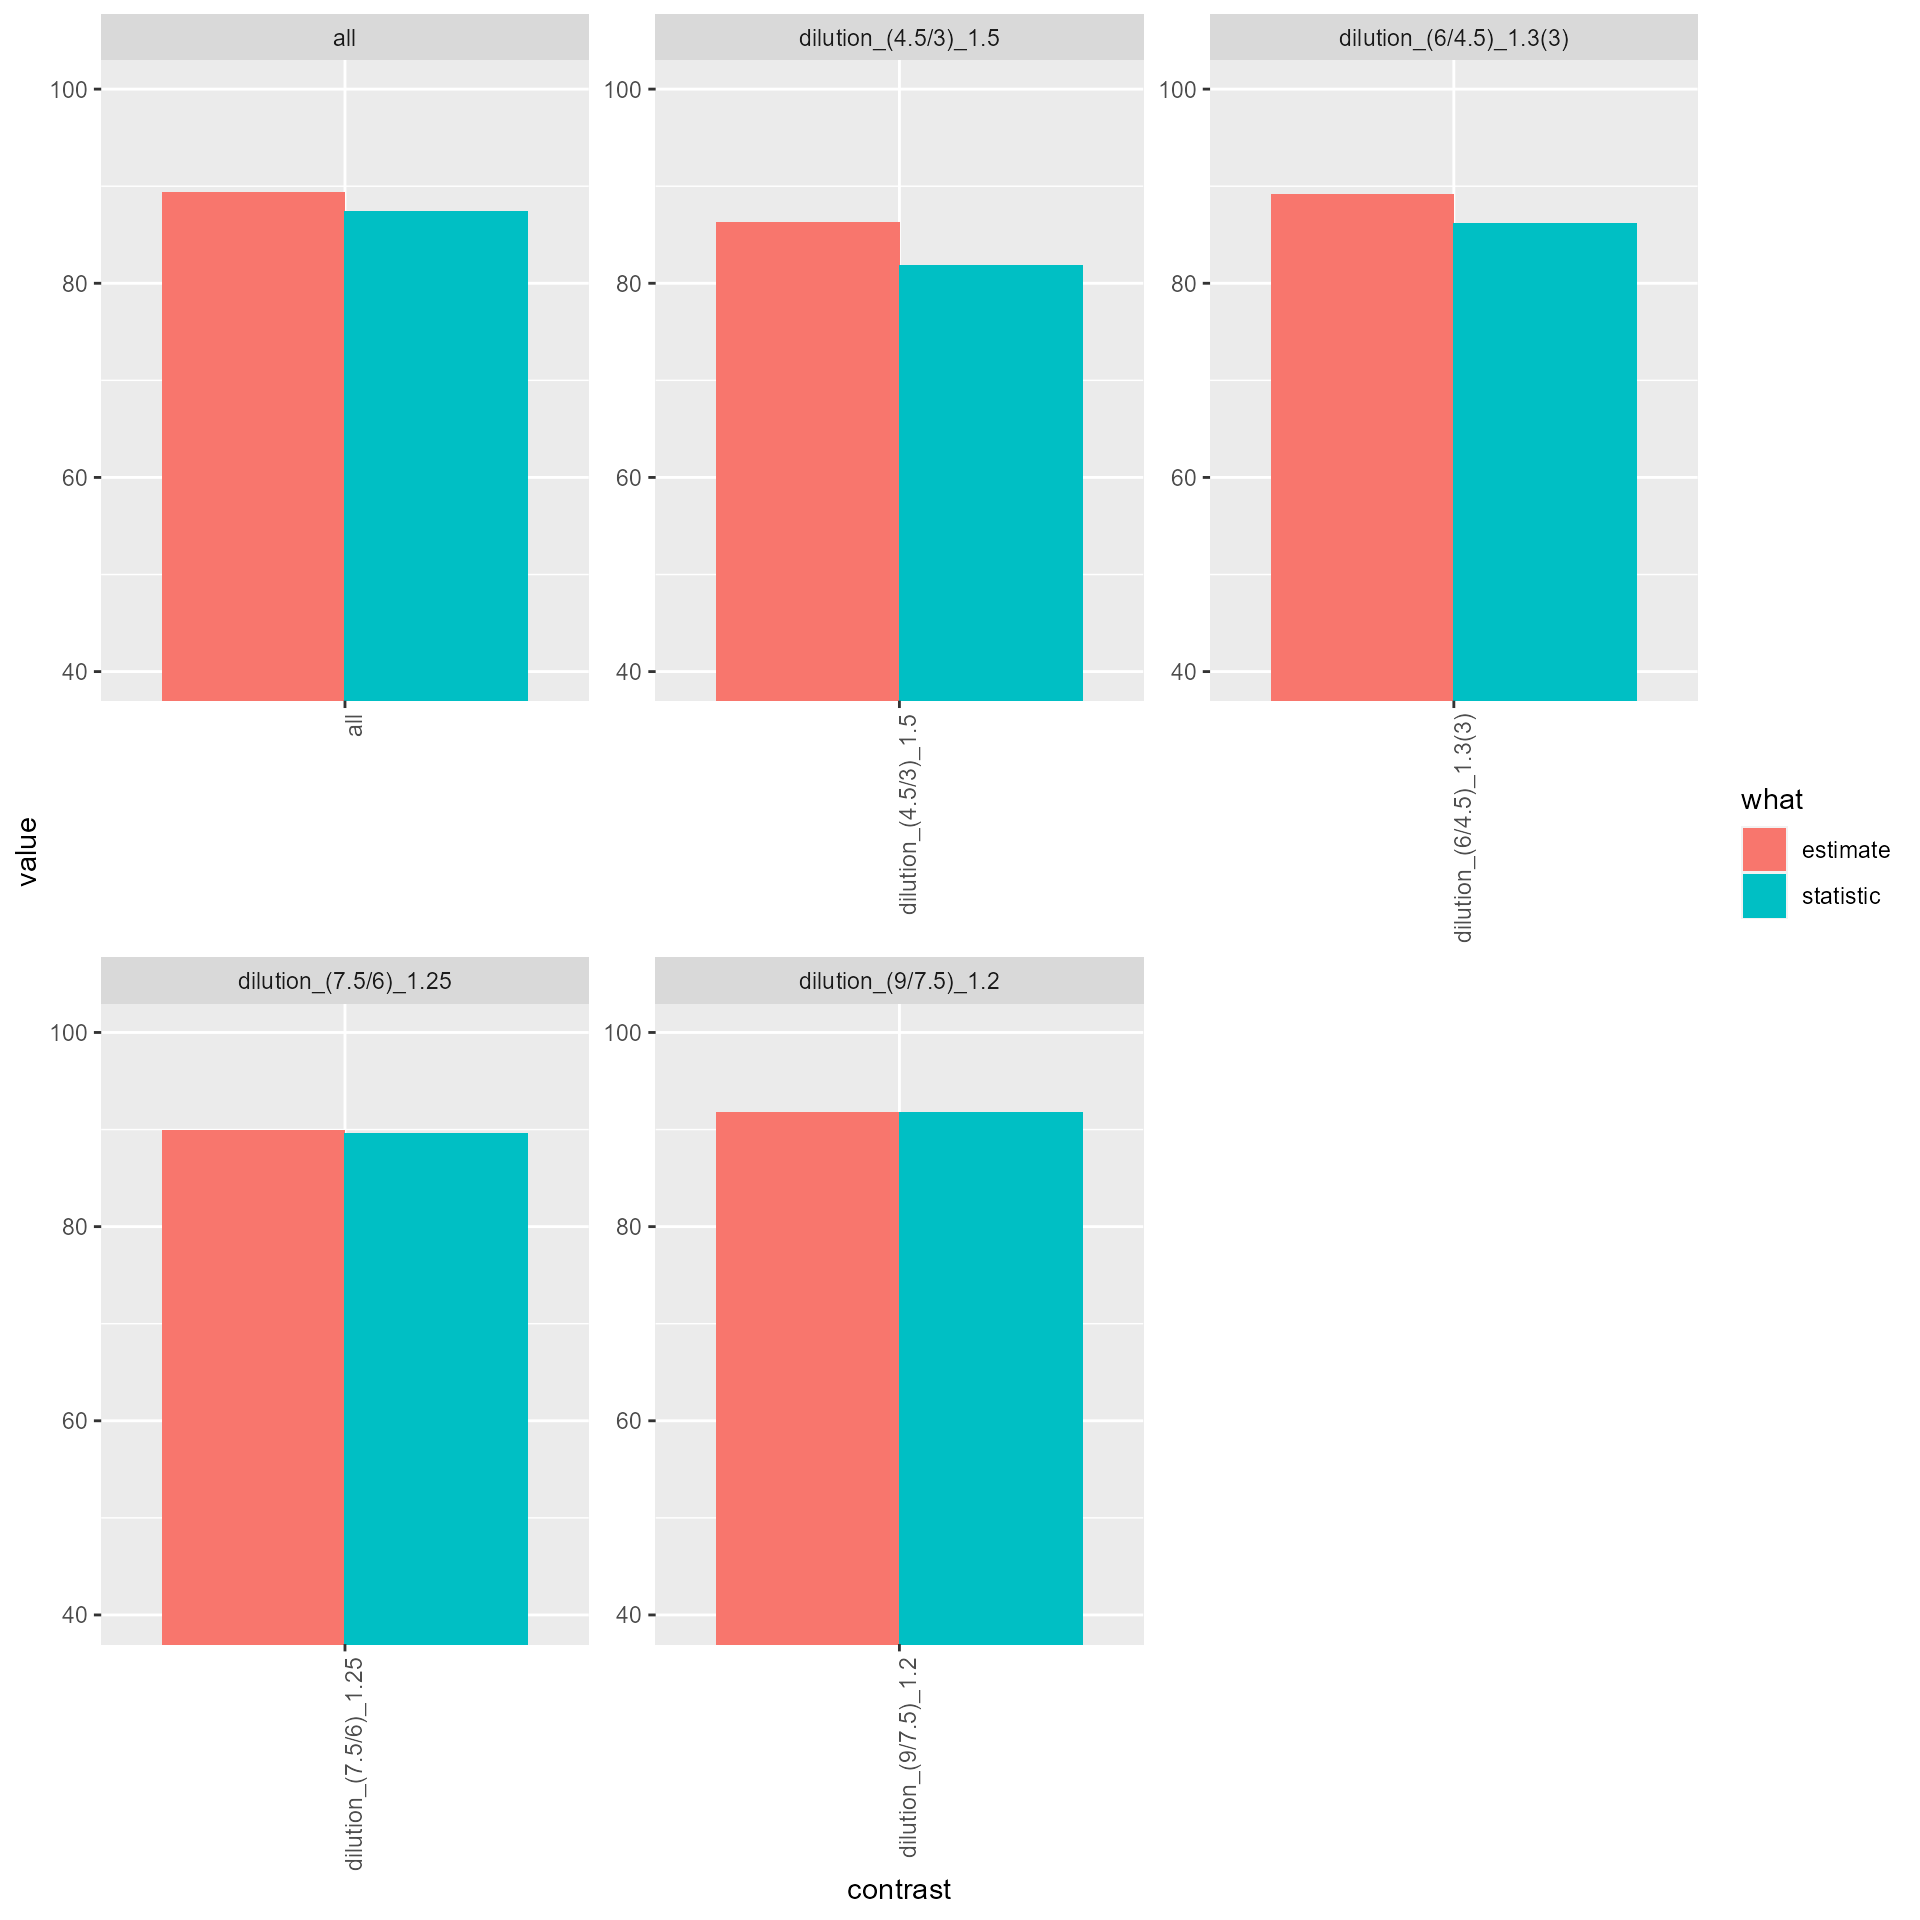 all
dilution_(4.5/3)_1.5
dilution_(6/4.5)_1.3(3)
100
80
60
40
100
80
60
40
100
80
60
40
all
dilution_(4.5/3)_1.5
dilution_(6/4.5)_1.3(3)
value
what
estimate
statistic
dilution_(7.5/6)_1.25
dilution_(9/7.5)_1.2
100
80
60
40
100
80
60
40
dilution_(7.5/6)_1.25
dilution_(9/7.5)_1.2
contrast